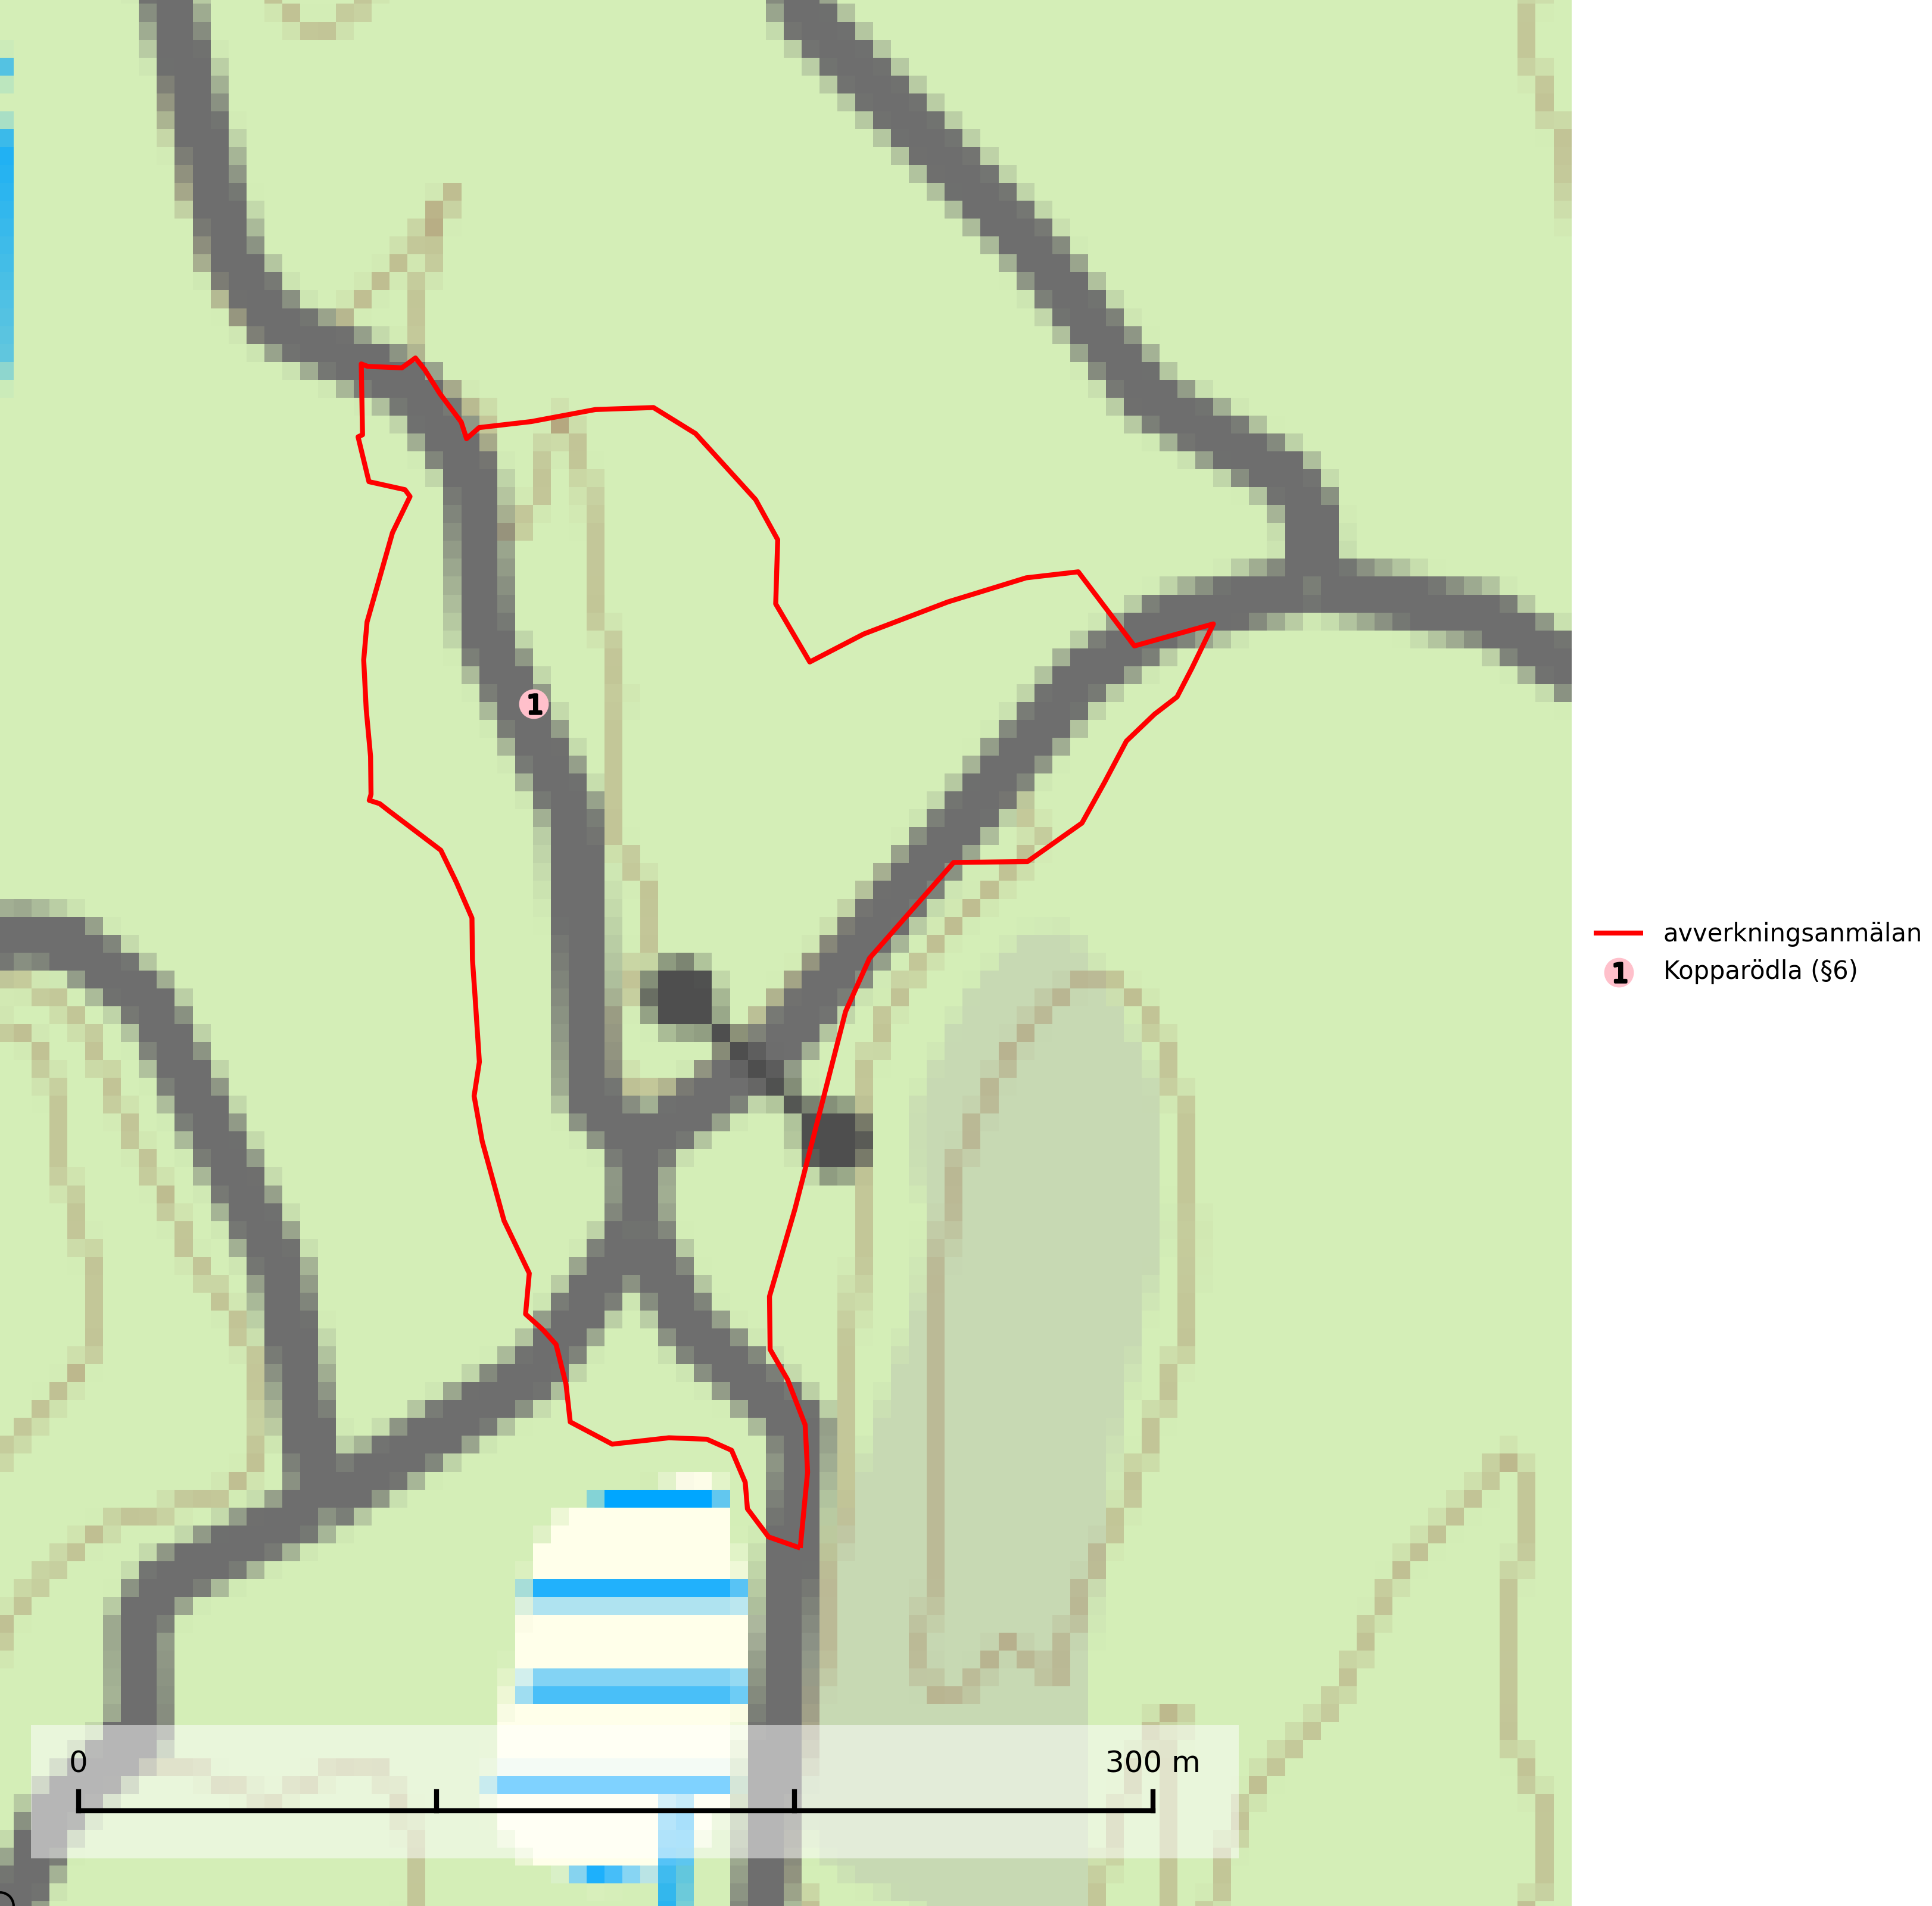 1
avverkningsanmälan
1 Kopparödla (§6)
0 300 m